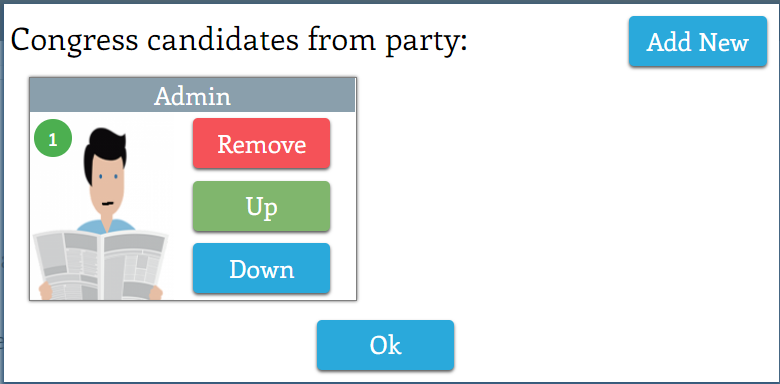 Congress candidates from party:
Add New
Admin
1
Remove
Up
Down
Ok